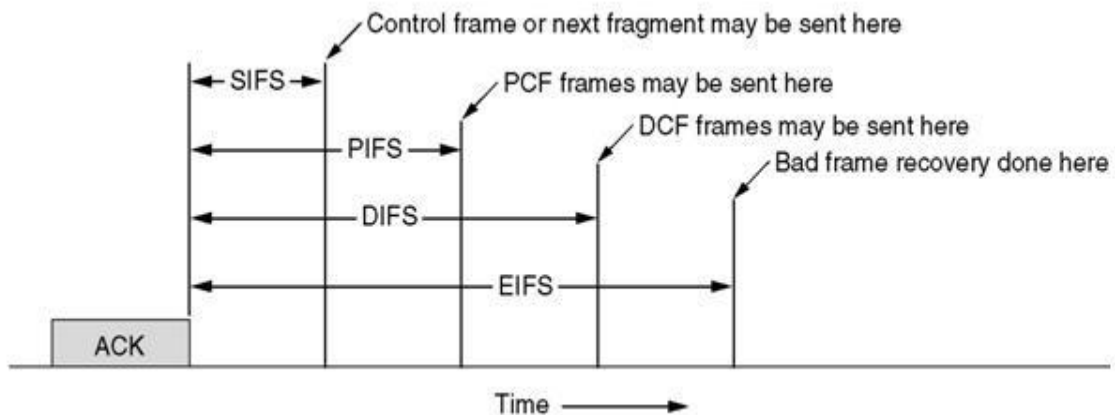 Control frame or next fragment may be sent here
SIFS
PCF frames may be sent here
DCF frames may be sent here
PIFS
Bad frame recovery done here
DIFS
EIFS
ACK
Time